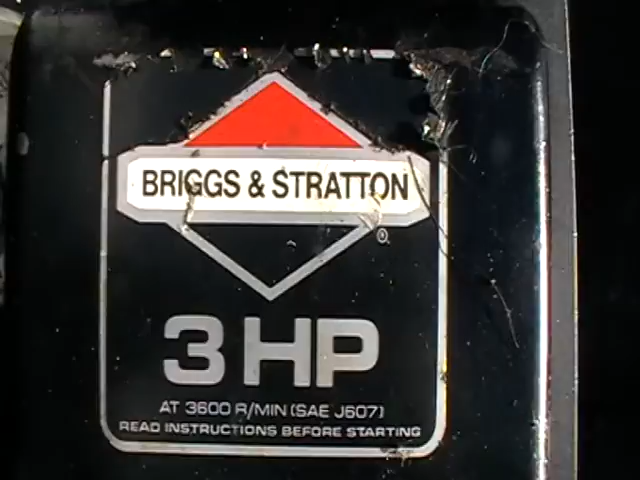 BRIGGS & STRATTON
®
3 HP
AT 3600 R/MIN (SAE J607)
READ INSTRUCTIONS BEFORE STARTING